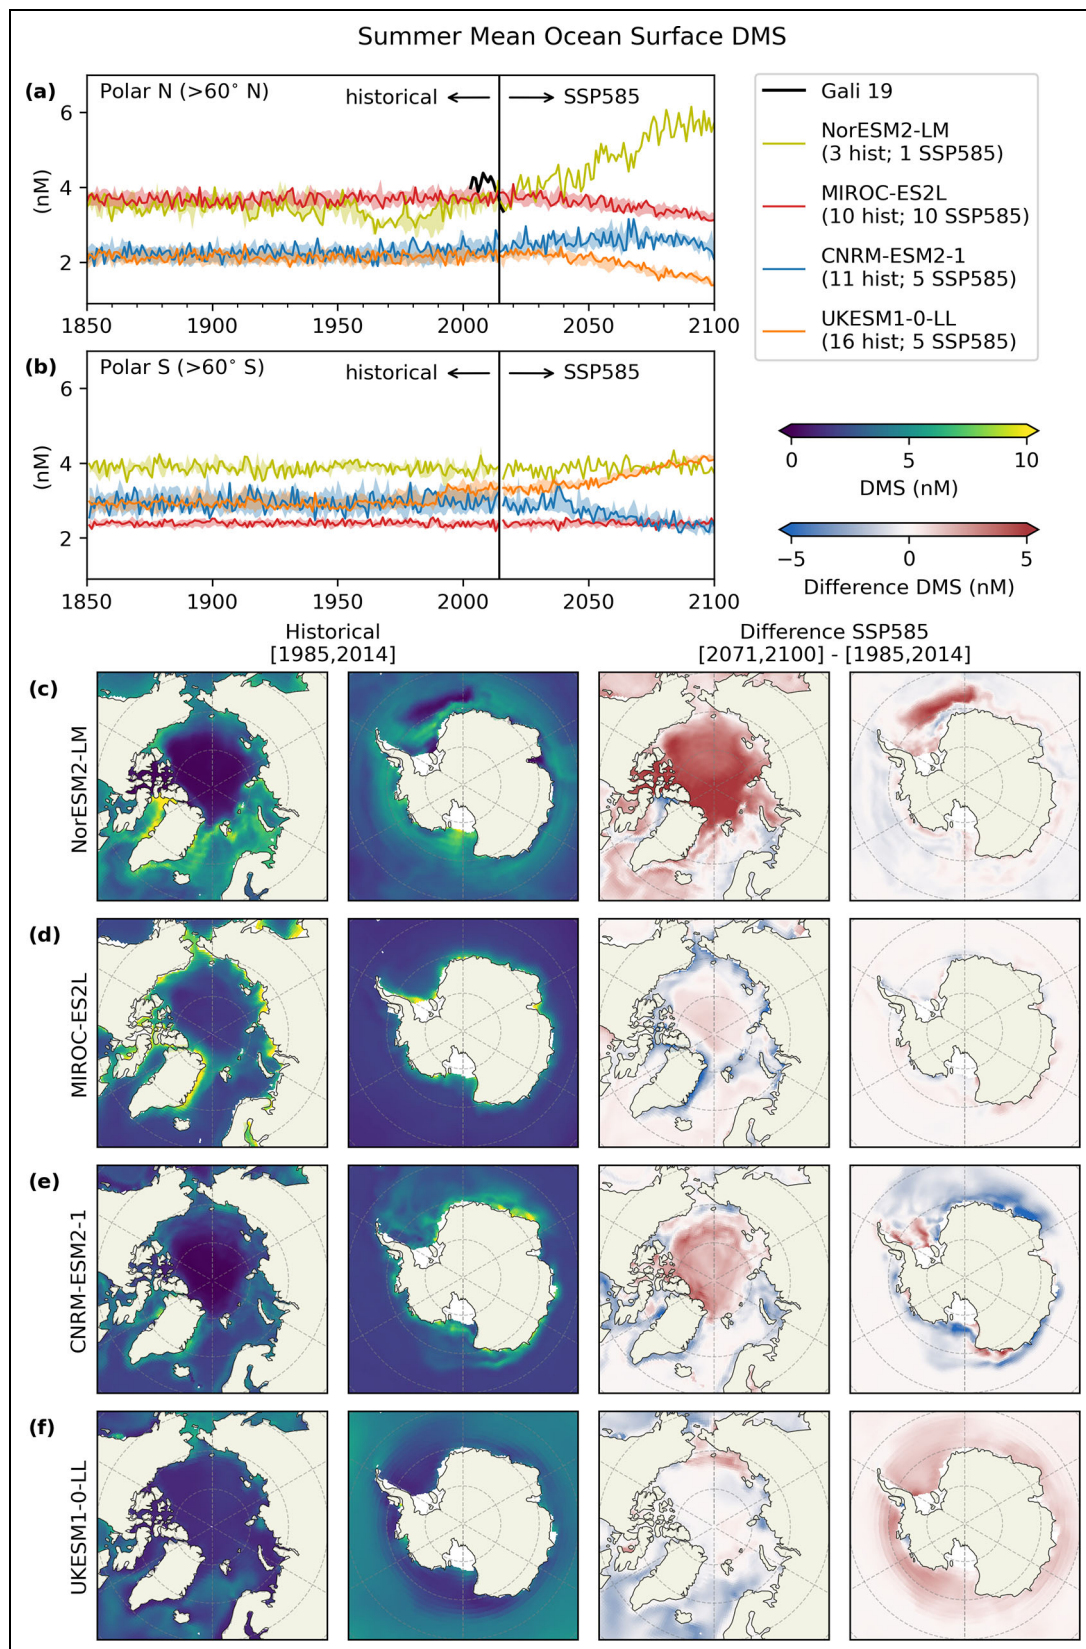 Summer Mean Ocean Surface DMS
(a)
Polar N (>60° N)
historical
SSP585
6
4
2
(nM)
1850
1900
1950
2000
2050
2100
Gali 19
NorESM2-LM
(3 hist; 1 SSP585)
MIROC-ES2L
(10 hist; 10 SSP585)
CNRM-ESM2-1
(11 hist; 5 SSP585)
UKESM1-0-LL
(16 hist; 5 SSP585)
(b)
Polar S (>60° S)
historical
SSP585
6
4
2
(nM)
1850
1900
1950
2000
2050
2100
0
5
10
DMS (nM)
−5
0
5
Difference DMS (nM)
Historical
[1985,2014]
Difference SSP585
[2071,2100] - [1985,2014]
(c)
NorESM2-LM
(d)
MIROC-ES2L
(e)
CNRM-ESM2-1
(f)
UKESM1-0-LL